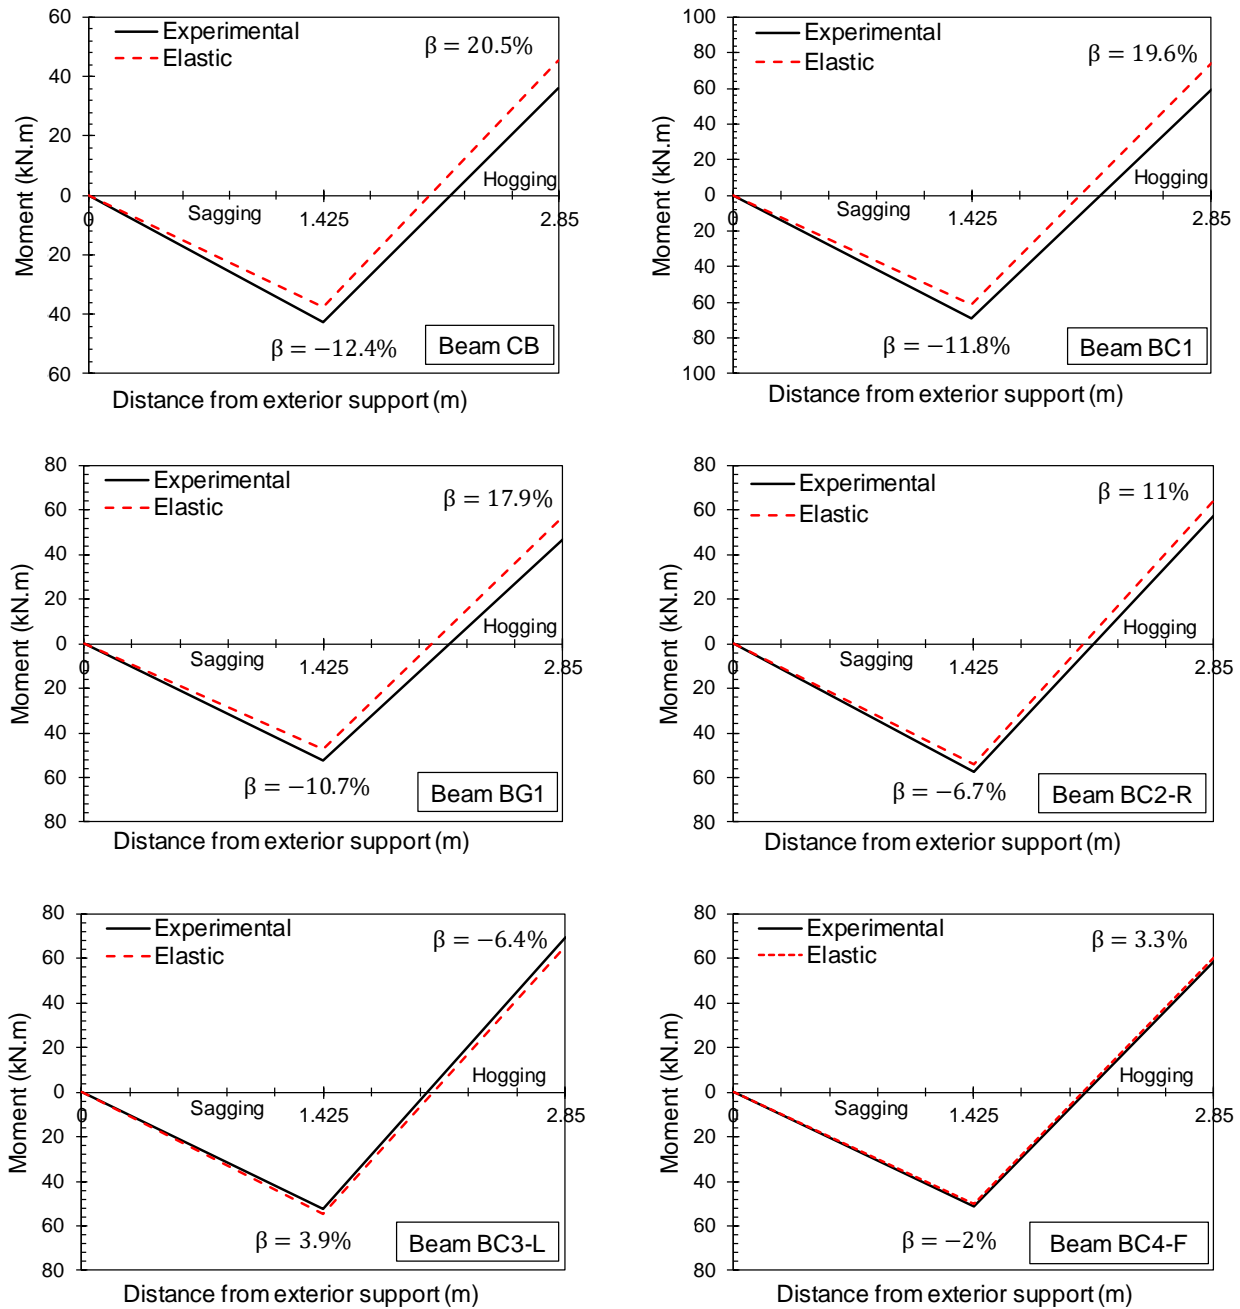 60
40
20
0
20
40
60
Moment (kN.m)
Experimental
Elastic
β = 20.5%
Hogging
Sagging
0
1.425
2.85
β = −12.4%
Beam CB
Distance from exterior support (m)
100
80
60
40
20
0
20
40
60
80
100
Moment (kN.m)
Experimental
Elastic
β = 19.6%
Hogging
Sagging
0
1.425
2.85
β = −11.8%
Beam BC1
Distance from exterior support (m)
80
60
40
20
0
20
40
60
80
Moment (kN.m)
Experimental
Elastic
β = 17.9%
Hogging
Sagging
0
1.425
2.85
β = −10.7%
Beam BG1
Distance from exterior support (m)
80
60
40
20
0
20
40
60
80
Moment (kN.m)
Experimental
Elastic
β = 11%
Hogging
Sagging
0
1.425
2.85
β = −6.7%
Beam BC2-R
Distance from exterior support (m)
80
60
40
20
0
20
40
60
80
Moment (kN.m)
Experimental
Elastic
β = −6.4%
Hogging
Sagging
0
1.425
2.85
β = 3.9%
Beam BC3-L
Distance from exterior support (m)
80
60
40
20
0
20
40
60
80
Moment (kN.m)
Experimental
Elastic
β = 3.3%
Hogging
Sagging
0
1.425
2.85
β = −2%
Beam BC4-F
Distance from exterior support (m)